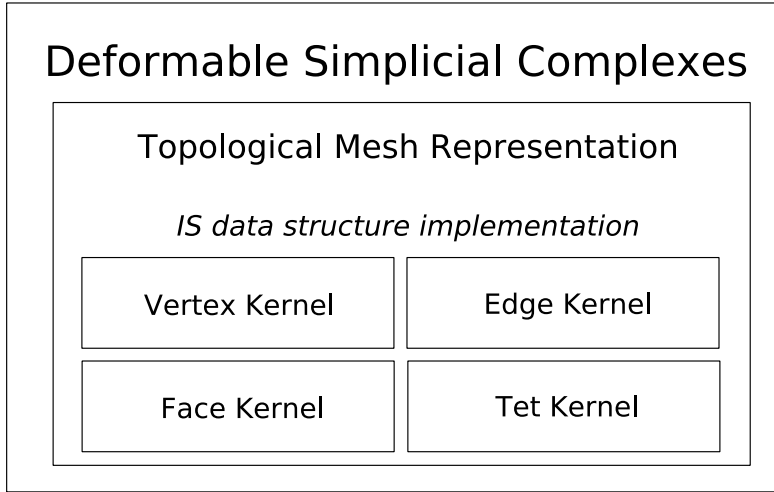 Deformable Simplicial Complexes
Topological Mesh Representation
IS data structure implementation
Vertex Kernel
Edge Kernel
Face Kernel
Tet Kernel